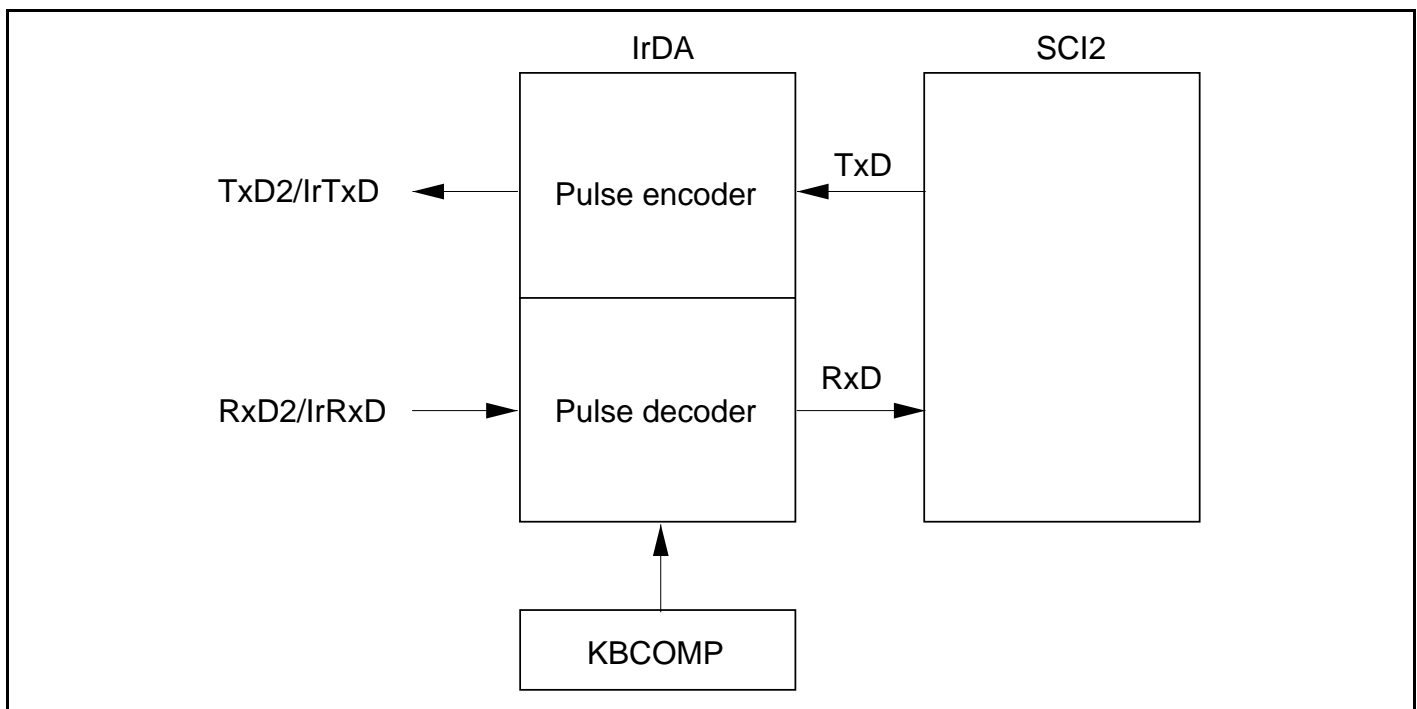 IrDA
SCI2
TxD
TxD2/IrTxD
Pulse encoder
RxD
RxD2/IrRxD
Pulse decoder
KBCOMP